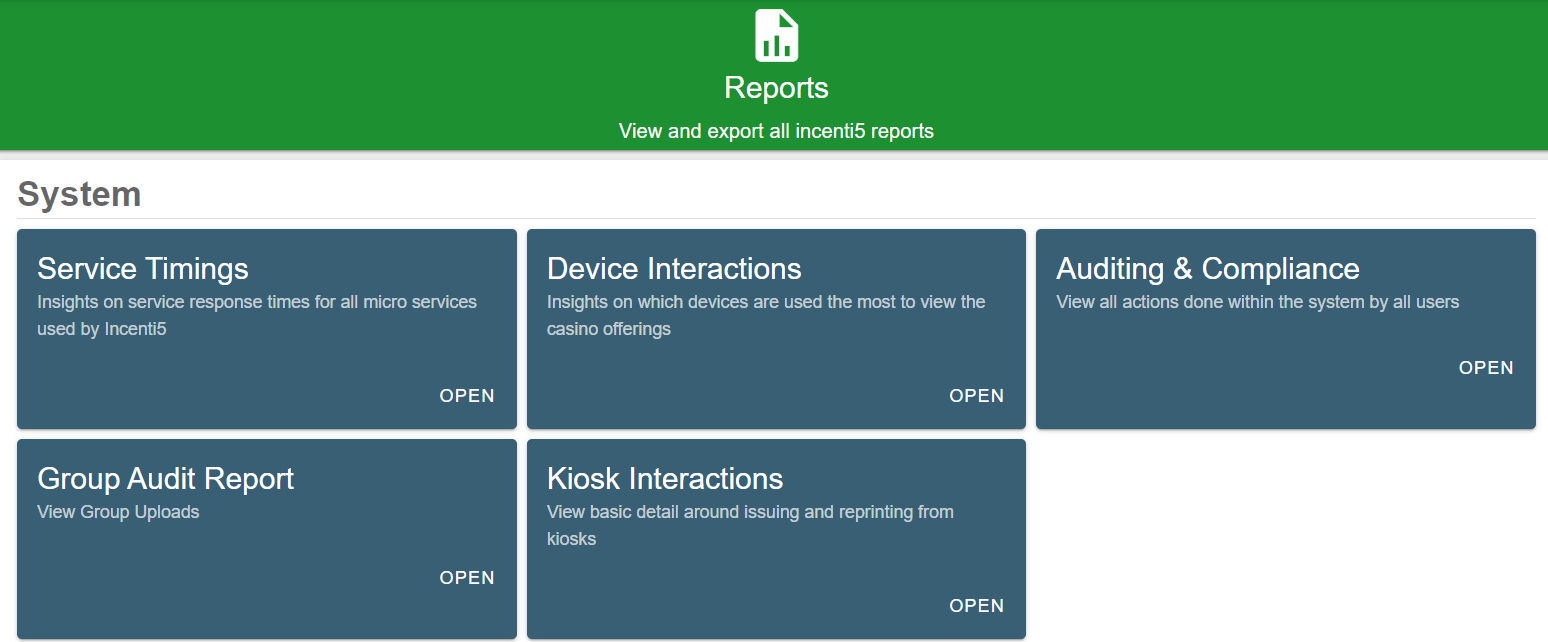 Reports
View and export all incenti5 reports
System
Service Timings
Insights on service response times for all micro services
used by Incenti5
OPEN
Device Interactions
Insights on which devices are used the most to view the
casino offerings
OPEN
Auditing & Compliance
View all actions done within the system by all users
OPEN
Group Audit Report
View Group Uploads
OPEN
Kiosk Interactions
View basic detail around issuing and reprinting from
kiosks
OPEN